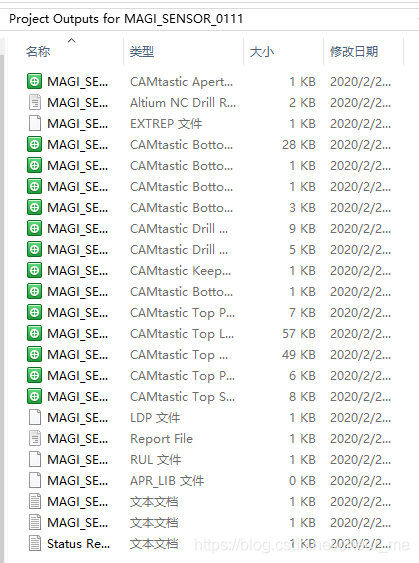 Project Outputs for MAGI_SENSOR_0111
名称 类型 大小 修改日期
MAGI_SE... CAMtastic Apert... 1 KB 2020/2/2...
MAGI_SE... Altium NC Drill R... 2 KB 2020/2/2...
MAGI_SE... EXTREP 文件 1 KB 2020/2/2...
MAGI_SE... CAMtastic Botto... 28 KB 2020/2/2...
MAGI_SE... CAMtastic Botto... 1 KB 2020/2/2...
MAGI_SE... CAMtastic Botto... 1 KB 2020/2/2...
MAGI_SE... CAMtastic Botto... 3 KB 2020/2/2...
MAGI_SE... CAMtastic Drill ... 9 KB 2020/2/2...
MAGI_SE... CAMtastic Drill ... 5 KB 2020/2/2...
MAGI_SE... CAMtastic Keep... 1 KB 2020/2/2...
MAGI_SE... CAMtastic Botto... 1 KB 2020/2/2...
MAGI_SE... CAMtastic Top P... 7 KB 2020/2/2...
MAGI_SE... CAMtastic Top L... 57 KB 2020/2/2...
MAGI_SE... CAMtastic Top ... 49 KB 2020/2/2...
MAGI_SE... CAMtastic Top P... 6 KB 2020/2/2...
MAGI_SE... CAMtastic Top S... 8 KB 2020/2/2...
MAGI_SE... LDP 文件 1 KB 2020/2/2...
MAGI_SE... Report File 1 KB 2020/2/2...
MAGI_SE... RUL 文件 1 KB 2020/2/2...
MAGI_SE... APR_LIB 文件 0 KB 2020/2/2...
MAGI_SE... 文本文档 1 KB 2020/2/2...
MAGI_SE... 文本文档 1 KB 2020/2/2...
Status Re... 文本文档 1 KB 2020/2/2...